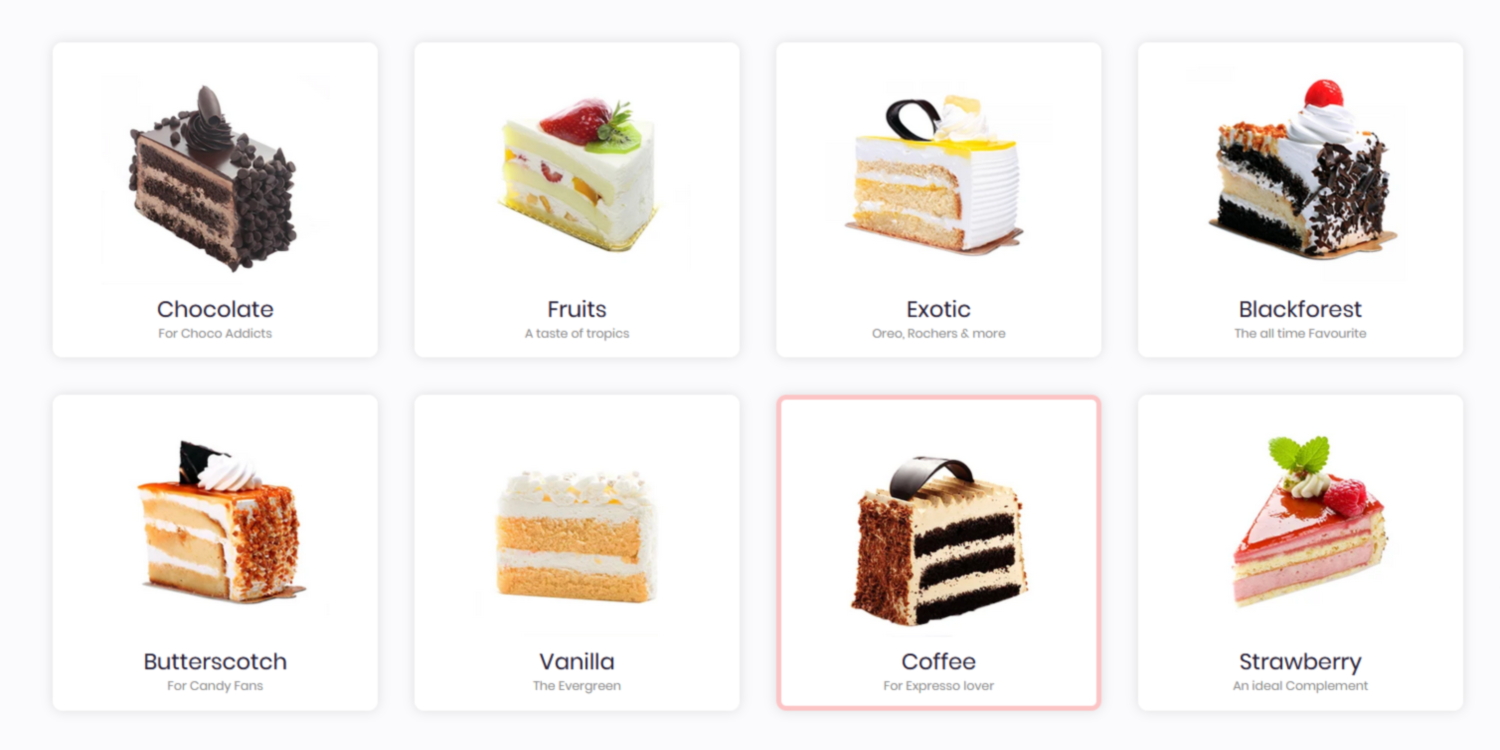 Chocolate
For Choco Addicts
Fruits
A taste of tropics
Exotic
Oreo, Rochers & more
Blackforest
The all time Favourite
Butterscotch
For Candy Fans
Vanilla
The Evergreen
Coffee
For Expresso lover
Strawberry
An ideal Complement